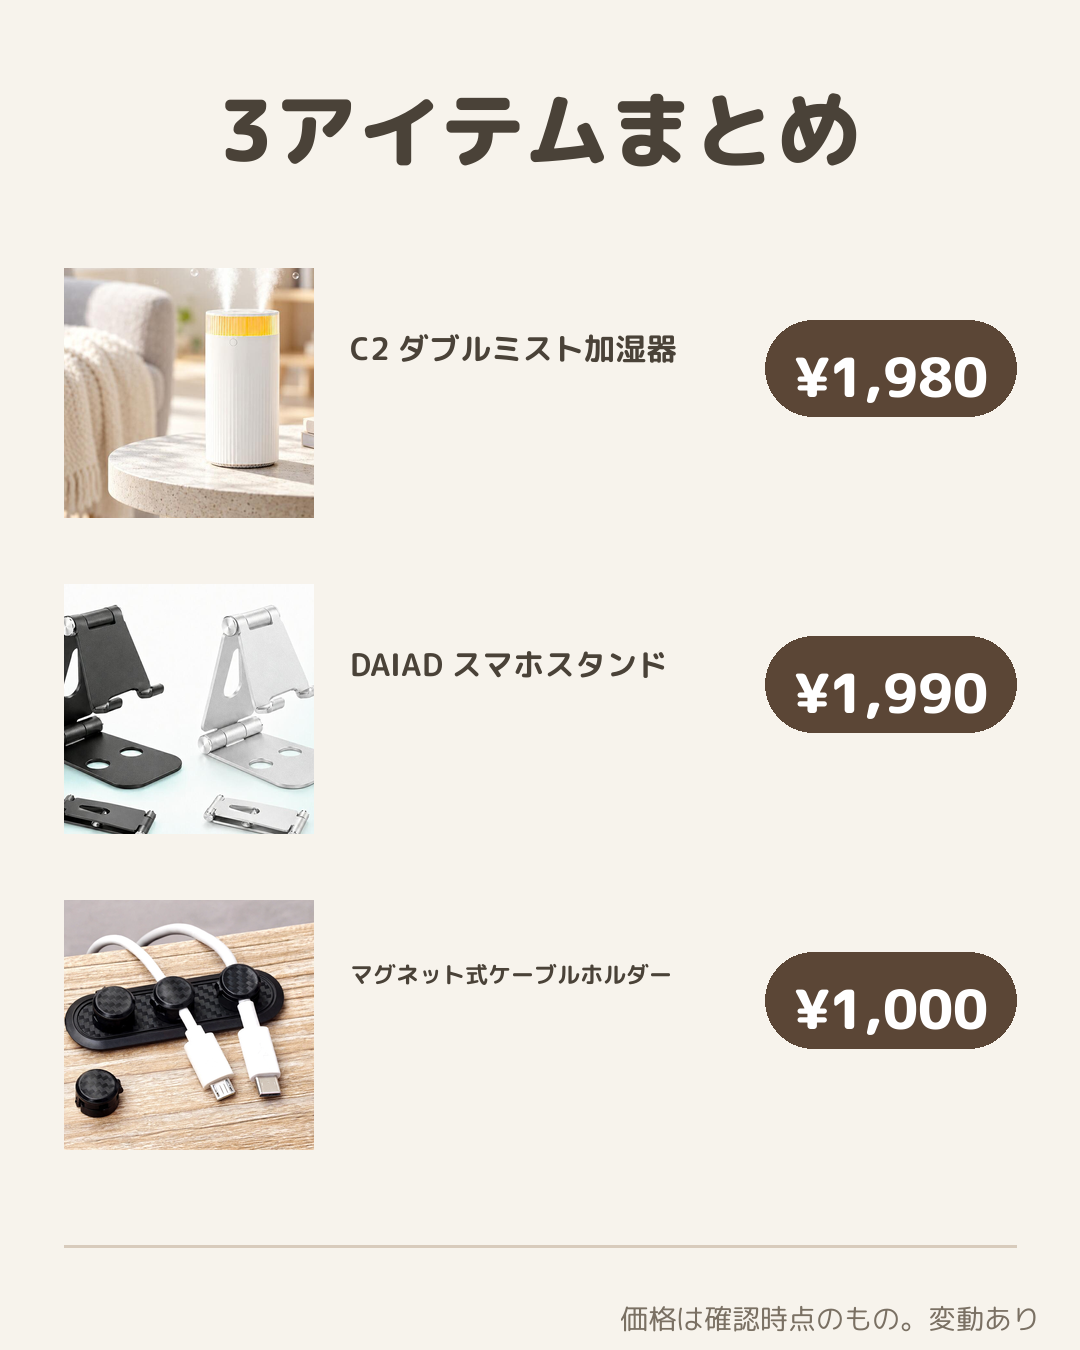 3アイテムまとめ
C2 ダブルミスト加湿器
¥1,980
DAIAD スマホスタンド
¥1,990
マグネット式ケーブルホルダー
¥1,000
価格は確認時点のもの。変動あり